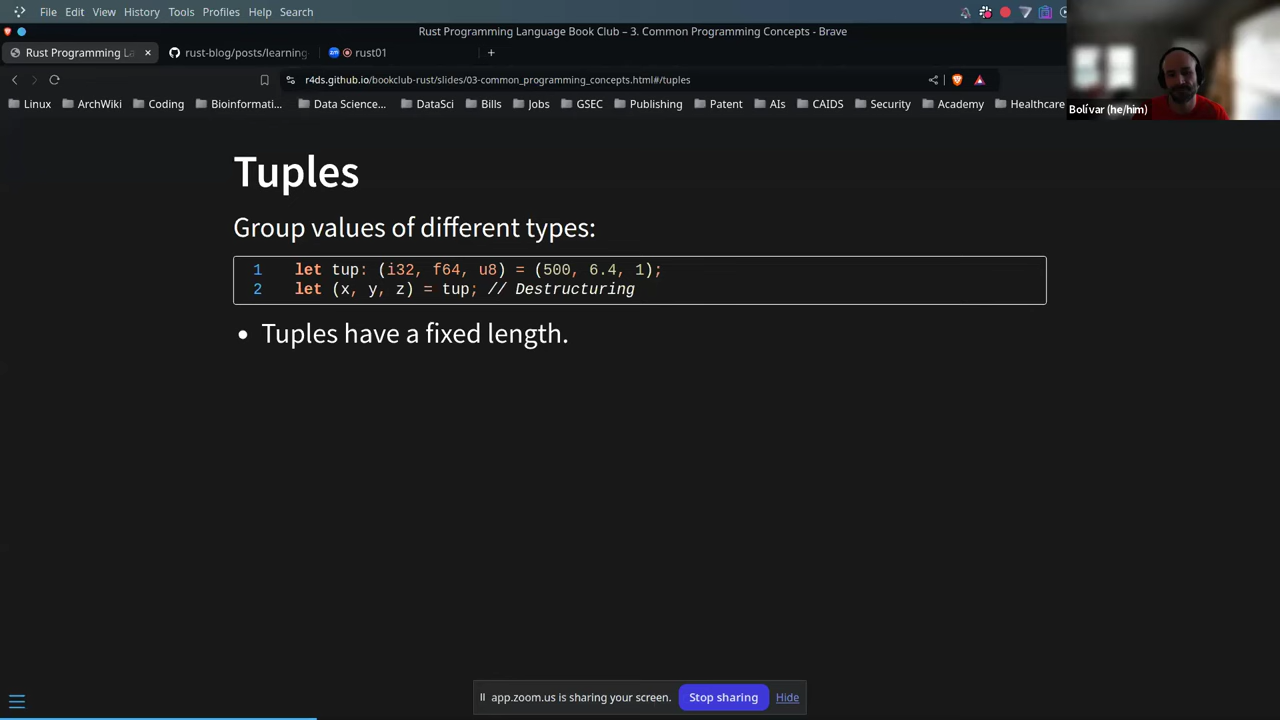 File Edit View History Tools Profiles Help Search
Rust Programming Language Book Club – 3. Common Programming Concepts - Brave
Rust Programming La
rust-blog/posts/learning
zm rust01
r4ds.github.io/bookclub-rust/slides/03-common_programming_concepts.html#/tuples
Linux ArchWiki Coding Bioinformati... Data Science... DataSci Bills Jobs GSEC Publishing Patent AIs CAIDS Security Academy Healthcare
Bolívar (he/him)
Tuples
Group values of different types:
1 let tup: (i32, f64, u8) = (500, 6.4, 1);
2 let (x, y, z) = tup; // Destructuring
• Tuples have a fixed length.
app.zoom.us is sharing your screen. Stop sharing Hide